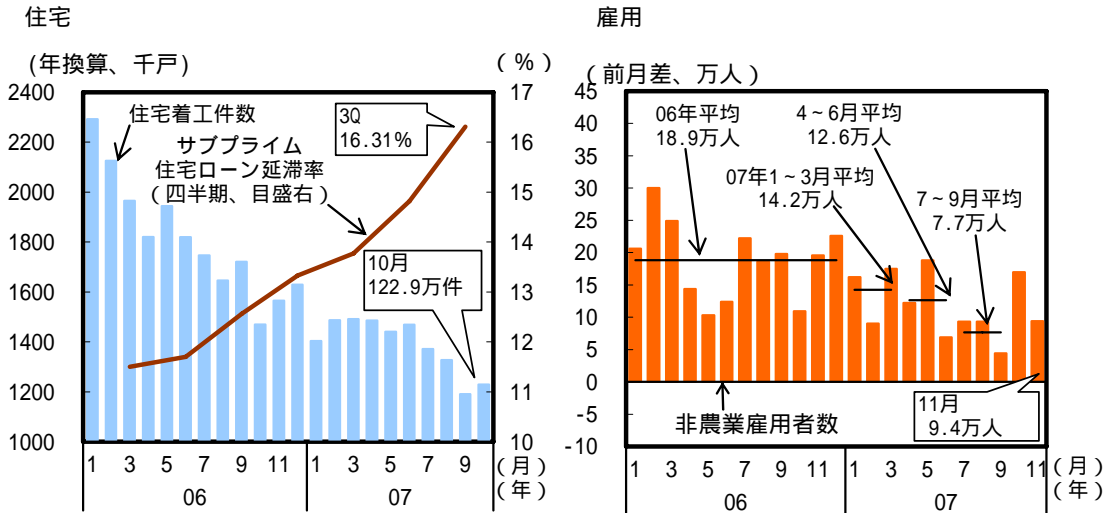 住宅
(年換算、千戸)
(％)
2400
2200
2000
1800
1600
1400
1200
1000
17
16
15
14
13
12
11
10
住宅着工件数
サブプライム
住宅ローン延滞率
(四半期、目盛右)
3Q
16.31%
10月
122.9万件
1 3 5 7 9 11 1 3 5 7 9 (月)
06 07 (年)
雇用
(前月差、万人)
45
40
35
30
25
20
15
10
5
0
-5
-10
06年平均
18.9万人
4～6月平均
12.6万人
07年1～3月平均
14.2万人
7～9月平均
7.7万人
非農業雇用者数
11月
9.4万人
1 3 5 7 9 11 1 3 5 7 9 11 (月)
06 07 (年)